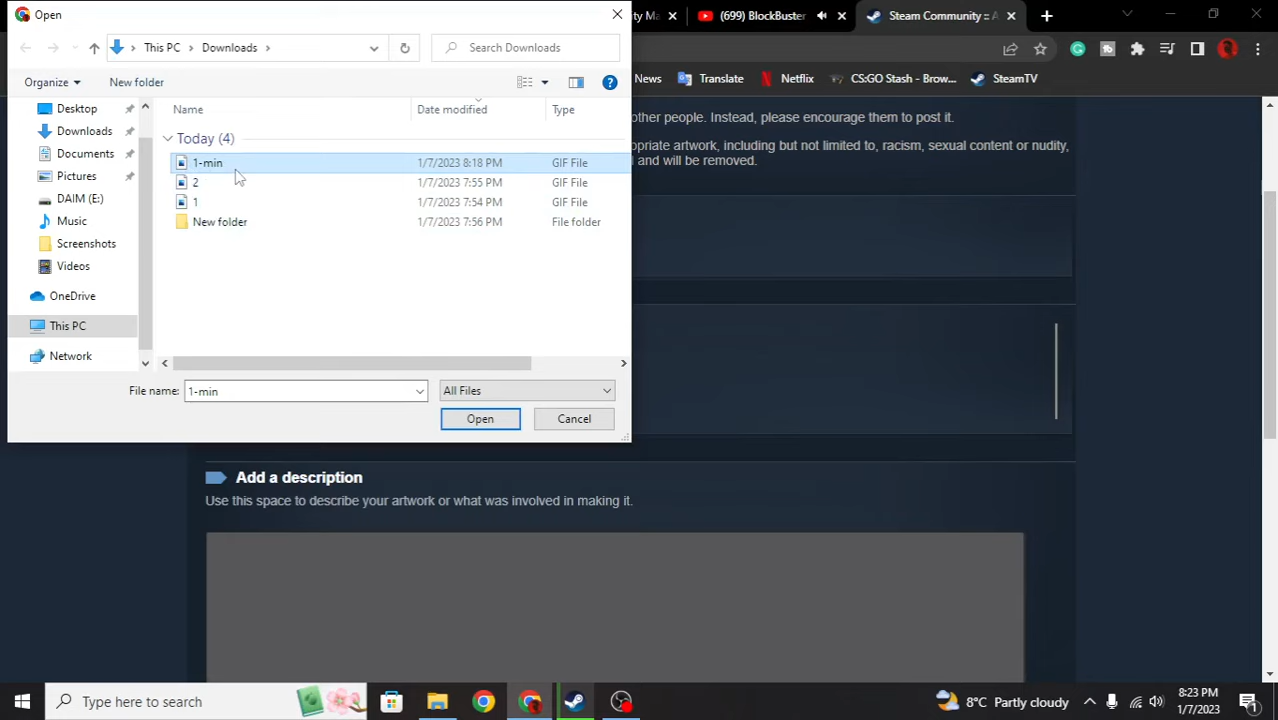 Open
ity Ma
(699) BlockBuster
Steam Community :: A
This PC
Downloads
Search Downloads
Organize
New folder
News
Translate
Netflix
CS:GO Stash - Brow...
SteamTV
Name
Date modified
Type
Desktop
Downloads
Documents
Pictures
DAIM (E:)
Music
Screenshots
Videos
OneDrive
This PC
Network
Today (4)
1-min 1/7/2023 8:18 PM GIF File
2 1/7/2023 7:55 PM GIF File
1 1/7/2023 7:54 PM GIF File
New folder 1/7/2023 7:56 PM File folder
File name: 1-min
All Files
Open
Cancel
other people. Instead, please encourage them to post it.
opriate artwork, including but not limited to, racism, sexual content or nudity,
l and will be removed.
Add a description
Use this space to describe your artwork or what was involved in making it.
Type here to search
8°C Partly cloudy
8:23 PM
1/7/2023
1